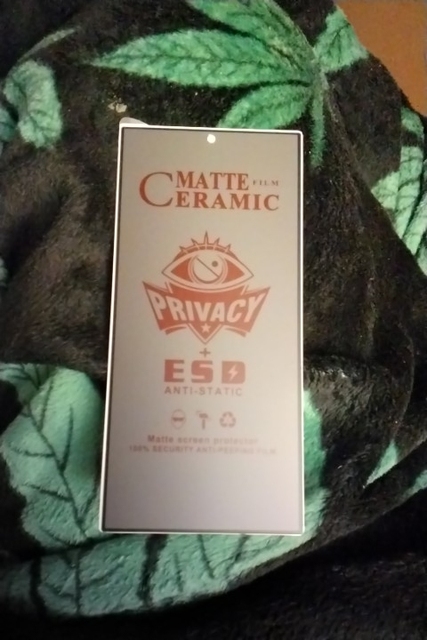 MATTE FILM
CERAMIC
PRIVACY
+
ESD
ANTI-STATIC
Matte screen protector
100% SECURITY ANTI-PEEPING FILM